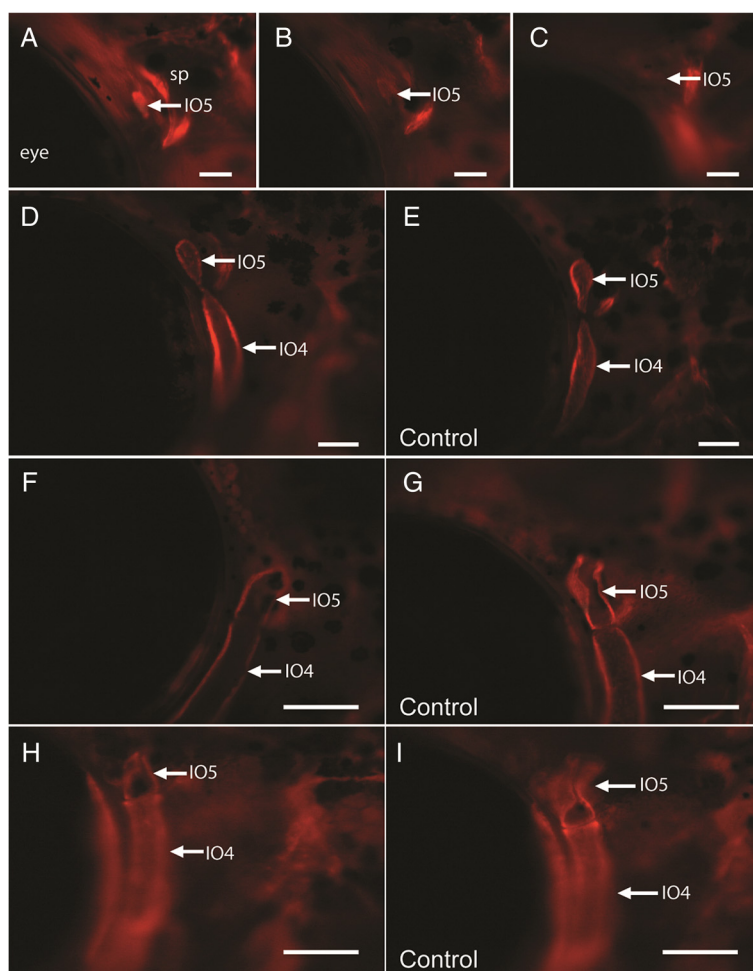 A
sp
IO5
eye
B
IO5
C
IO5
D
IO5
IO4
E
IO5
IO4
Control
F
IO5
IO4
G
IO5
IO4
Control
H
IO5
IO4
I
IO5
IO4
Control